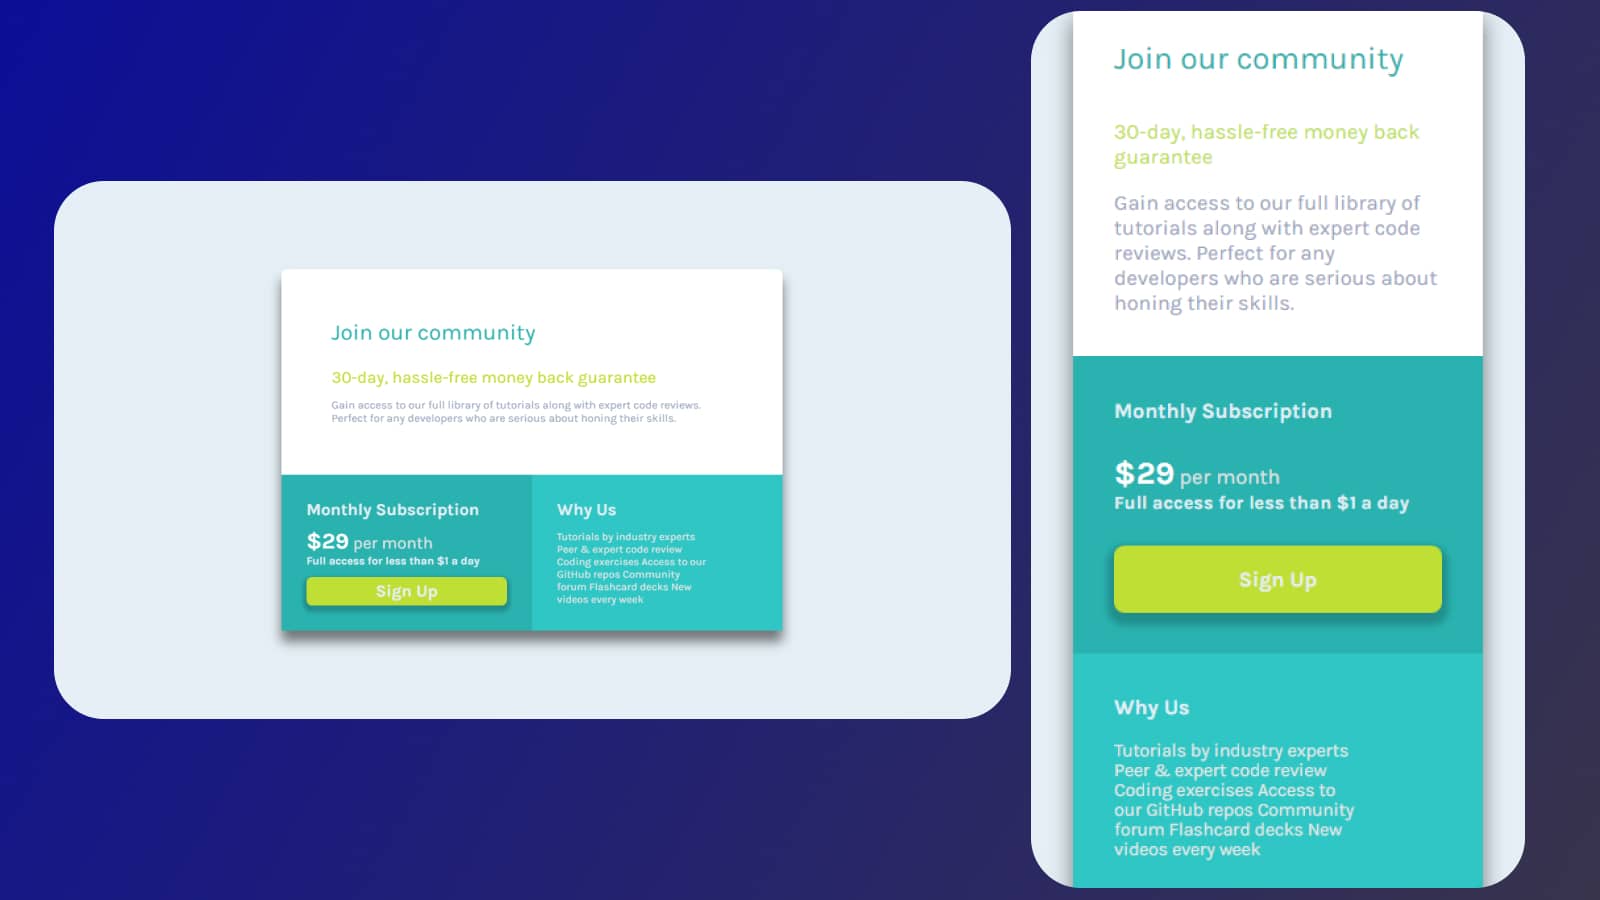 Join our community
30-day, hassle-free money back guarantee
Gain access to our full library of tutorials along with expert code reviews.
Perfect for any developers who are serious about honing their skills.
Monthly Subscription
$29 per month
Full access for less than $1 a day
Sign Up
Why Us
Tutorials by industry experts
Peer & expert code review
Coding exercises Access to our
GitHub repos Community
forum Flashcard decks New
videos every week
Join our community
30-day, hassle-free money back
guarantee
Gain access to our full library of
tutorials along with expert code
reviews. Perfect for any
developers who are serious about
honing their skills.
Monthly Subscription
$29 per month
Full access for less than $1 a day
Sign Up
Why Us
Tutorials by industry experts
Peer & expert code review
Coding exercises Access to
our GitHub repos Community
forum Flashcard decks New
videos every week